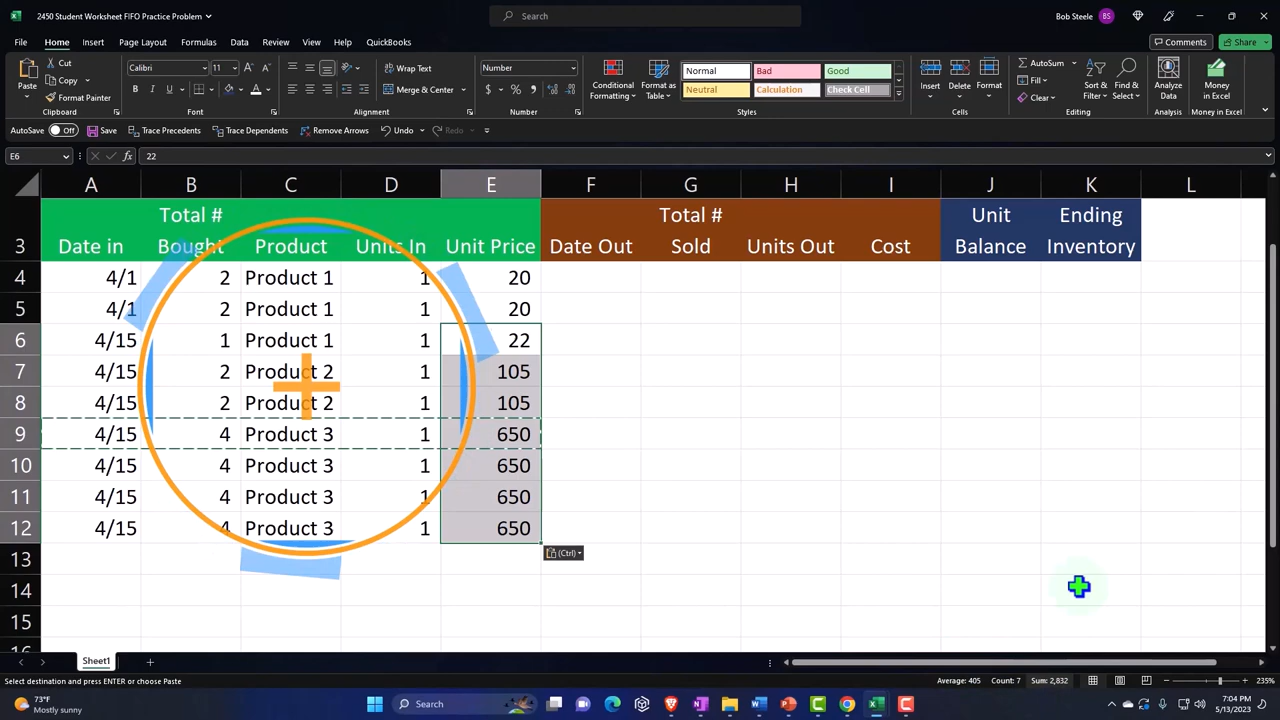 2450 Student Worksheet FIFO Practice Problem
Search
Bob Steele
BS
File Home Insert Page Layout Formulas Data Review View Help QuickBooks
Comments
Share
Paste
Cut
Copy
Format Painter
Clipboard
Calibri
11
Font
Wrap Text
Merge & Center
Alignment
Number
Number
Conditional Formatting
Format as Table
Normal Bad Good
Neutral Calculation Check Cell
Styles
Insert Delete Format
Cells
AutoSum
Fill
Clear
Sort & Filter
Find & Select
Editing
Analyze Data
Analysis
Money in Excel
Money in Excel
AutoSave Off Save Trace Precedents Trace Dependents Remove Arrows Undo Redo
E6
fx
22
A B C D E F G H I J K L
Total # Total # Unit Ending
3 Date in Bought Product Units In Unit Price Date Out Sold Units Out Cost Balance Inventory
4 4/1 2 Product 1 1 20
5 4/1 2 Product 1 1 20
6 4/15 1 Product 1 1 22
7 4/15 2 Product 2 1 105
8 4/15 2 Product 2 1 105
9 4/15 4 Product 3 1 650
10 4/15 4 Product 3 1 650
11 4/15 4 Product 3 1 650
12 4/15 4 Product 3 1 650
(Ctrl)
13
14
15
Sheet1
Select destination and press ENTER or choose Paste
Average: 405 Count: 7 Sum: 2,832
235%
73°F
Mostly sunny
Search
7:04 PM
5/13/2023